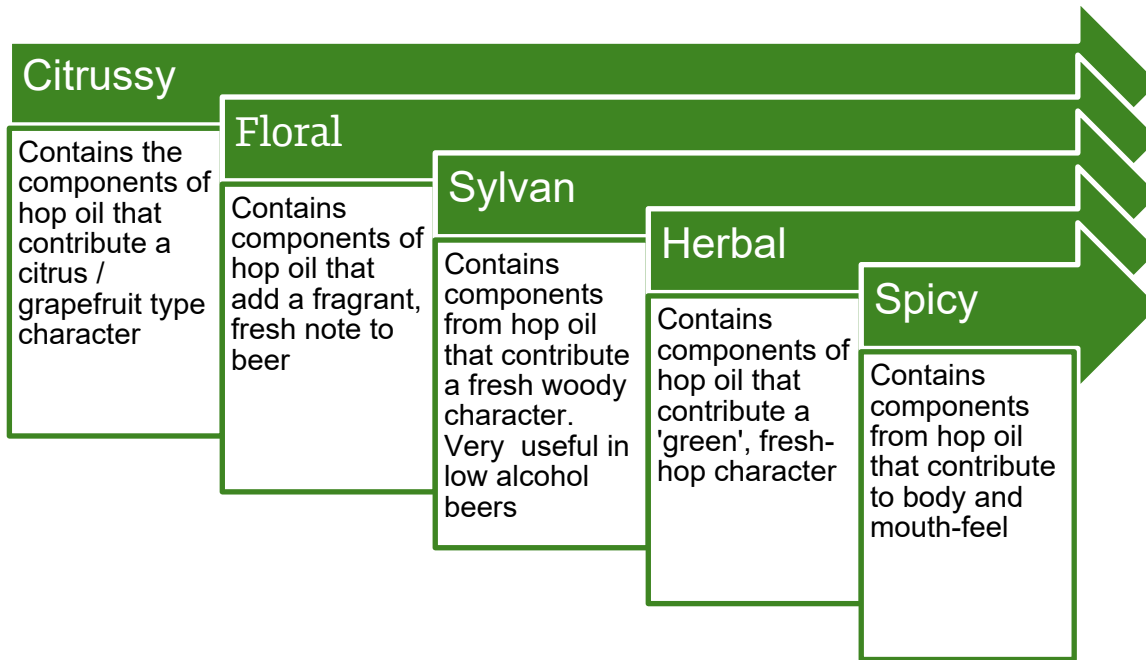 Citrussy
Contains the
components of
hop oil that
contribute a
citrus /
grapefruit type
character
Floral
Contains
components of
hop oil that
add a fragrant,
fresh note to
beer
Sylvan
Contains
components
from hop oil
that contribute
a fresh woody
character.
Very  useful in
low alcohol
beers
Herbal
Contains
components of
hop oil that
contribute a
'green', fresh-
hop character
Spicy
Contains
components
from hop oil
that contribute
to body and
mouth-feel